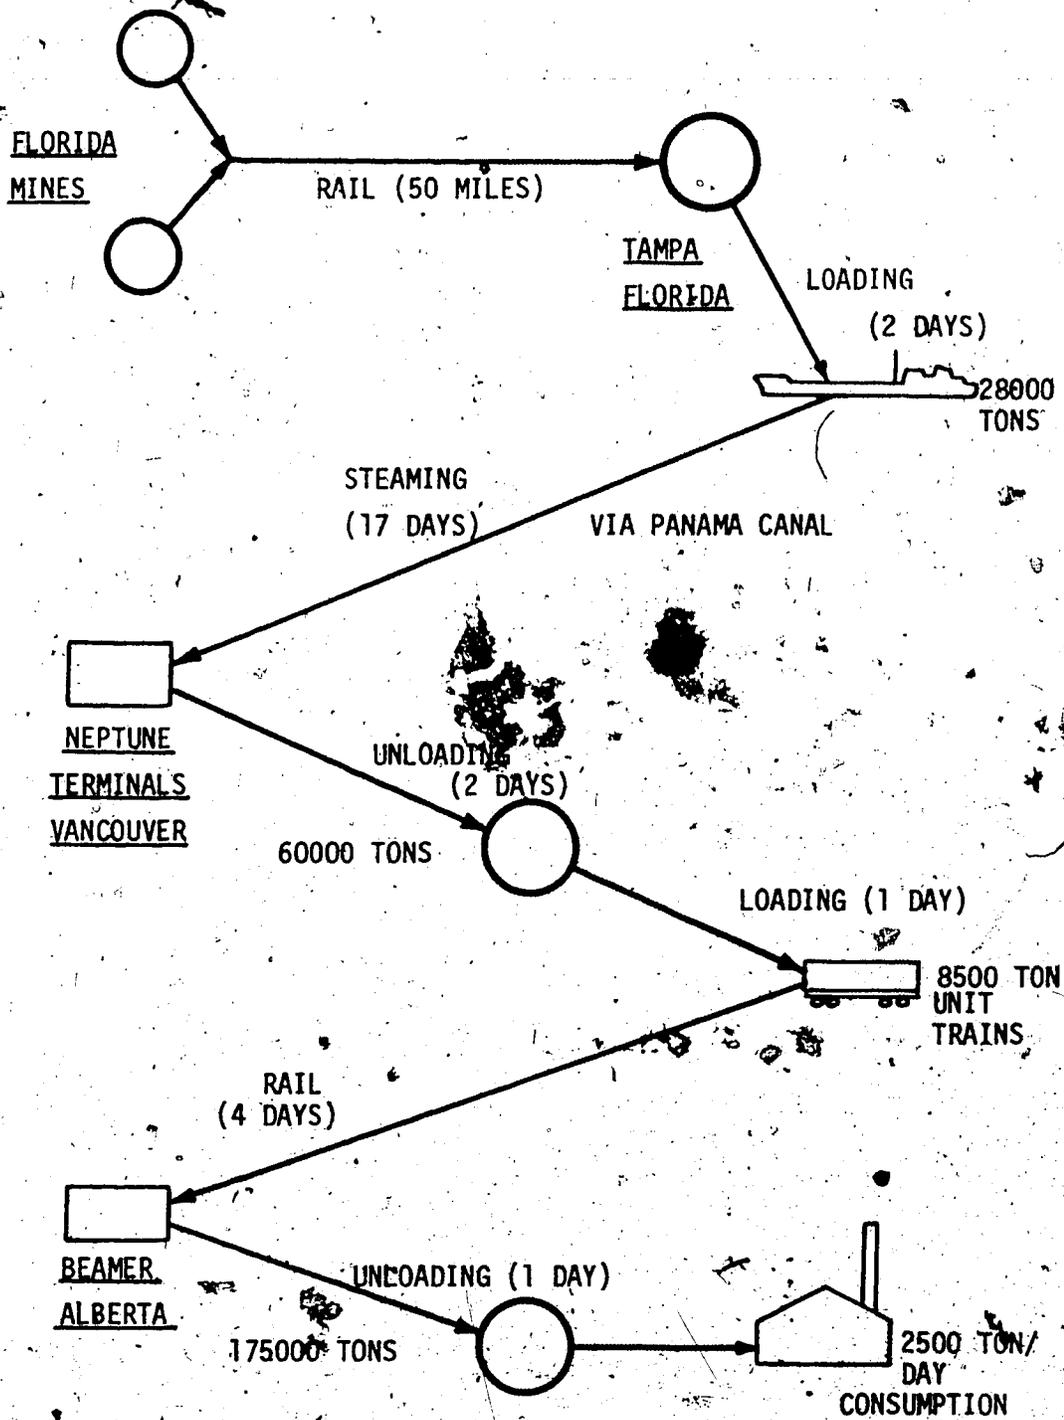 FLORIDA
MINES
RAIL (50 MILES)
TAMPA
FLORIDA
LOADING
(2 DAYS)
28000
TONS
STEAMING
(17 DAYS)
VIA PANAMA CANAL
NEPTUNE
TERMINALS
VANCOUVER
UNLOADING
(2 DAYS)
60000 TONS
LOADING (1 DAY)
8500 TON
UNIT
TRAINS
RAIL
(4 DAYS)
BEAMER
ALBERTA
UNLOADING (1 DAY)
175000 TONS
2500 TON/
DAY
CONSUMPTION